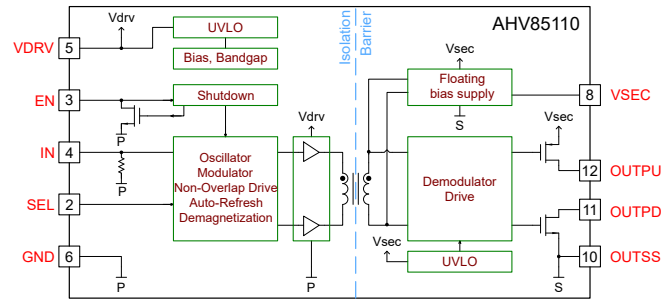 AHV85110
Isolation
Barrier
VDRV
5
Vdrv
UVLO
Bias, Bandgap
EN
3
Shutdown
P
IN
4
P
SEL
2
Oscillator
Modulator
Non-Overlap Drive
Auto-Refresh
Demagnetization
Vdrv
P
GND
6
P
Vsec
Floating
bias supply
S
8
VSEC
Demodulator
Drive
Vsec
12
OUTPU
11
OUTPD
10
OUTSS
S
Vsec
UVLO